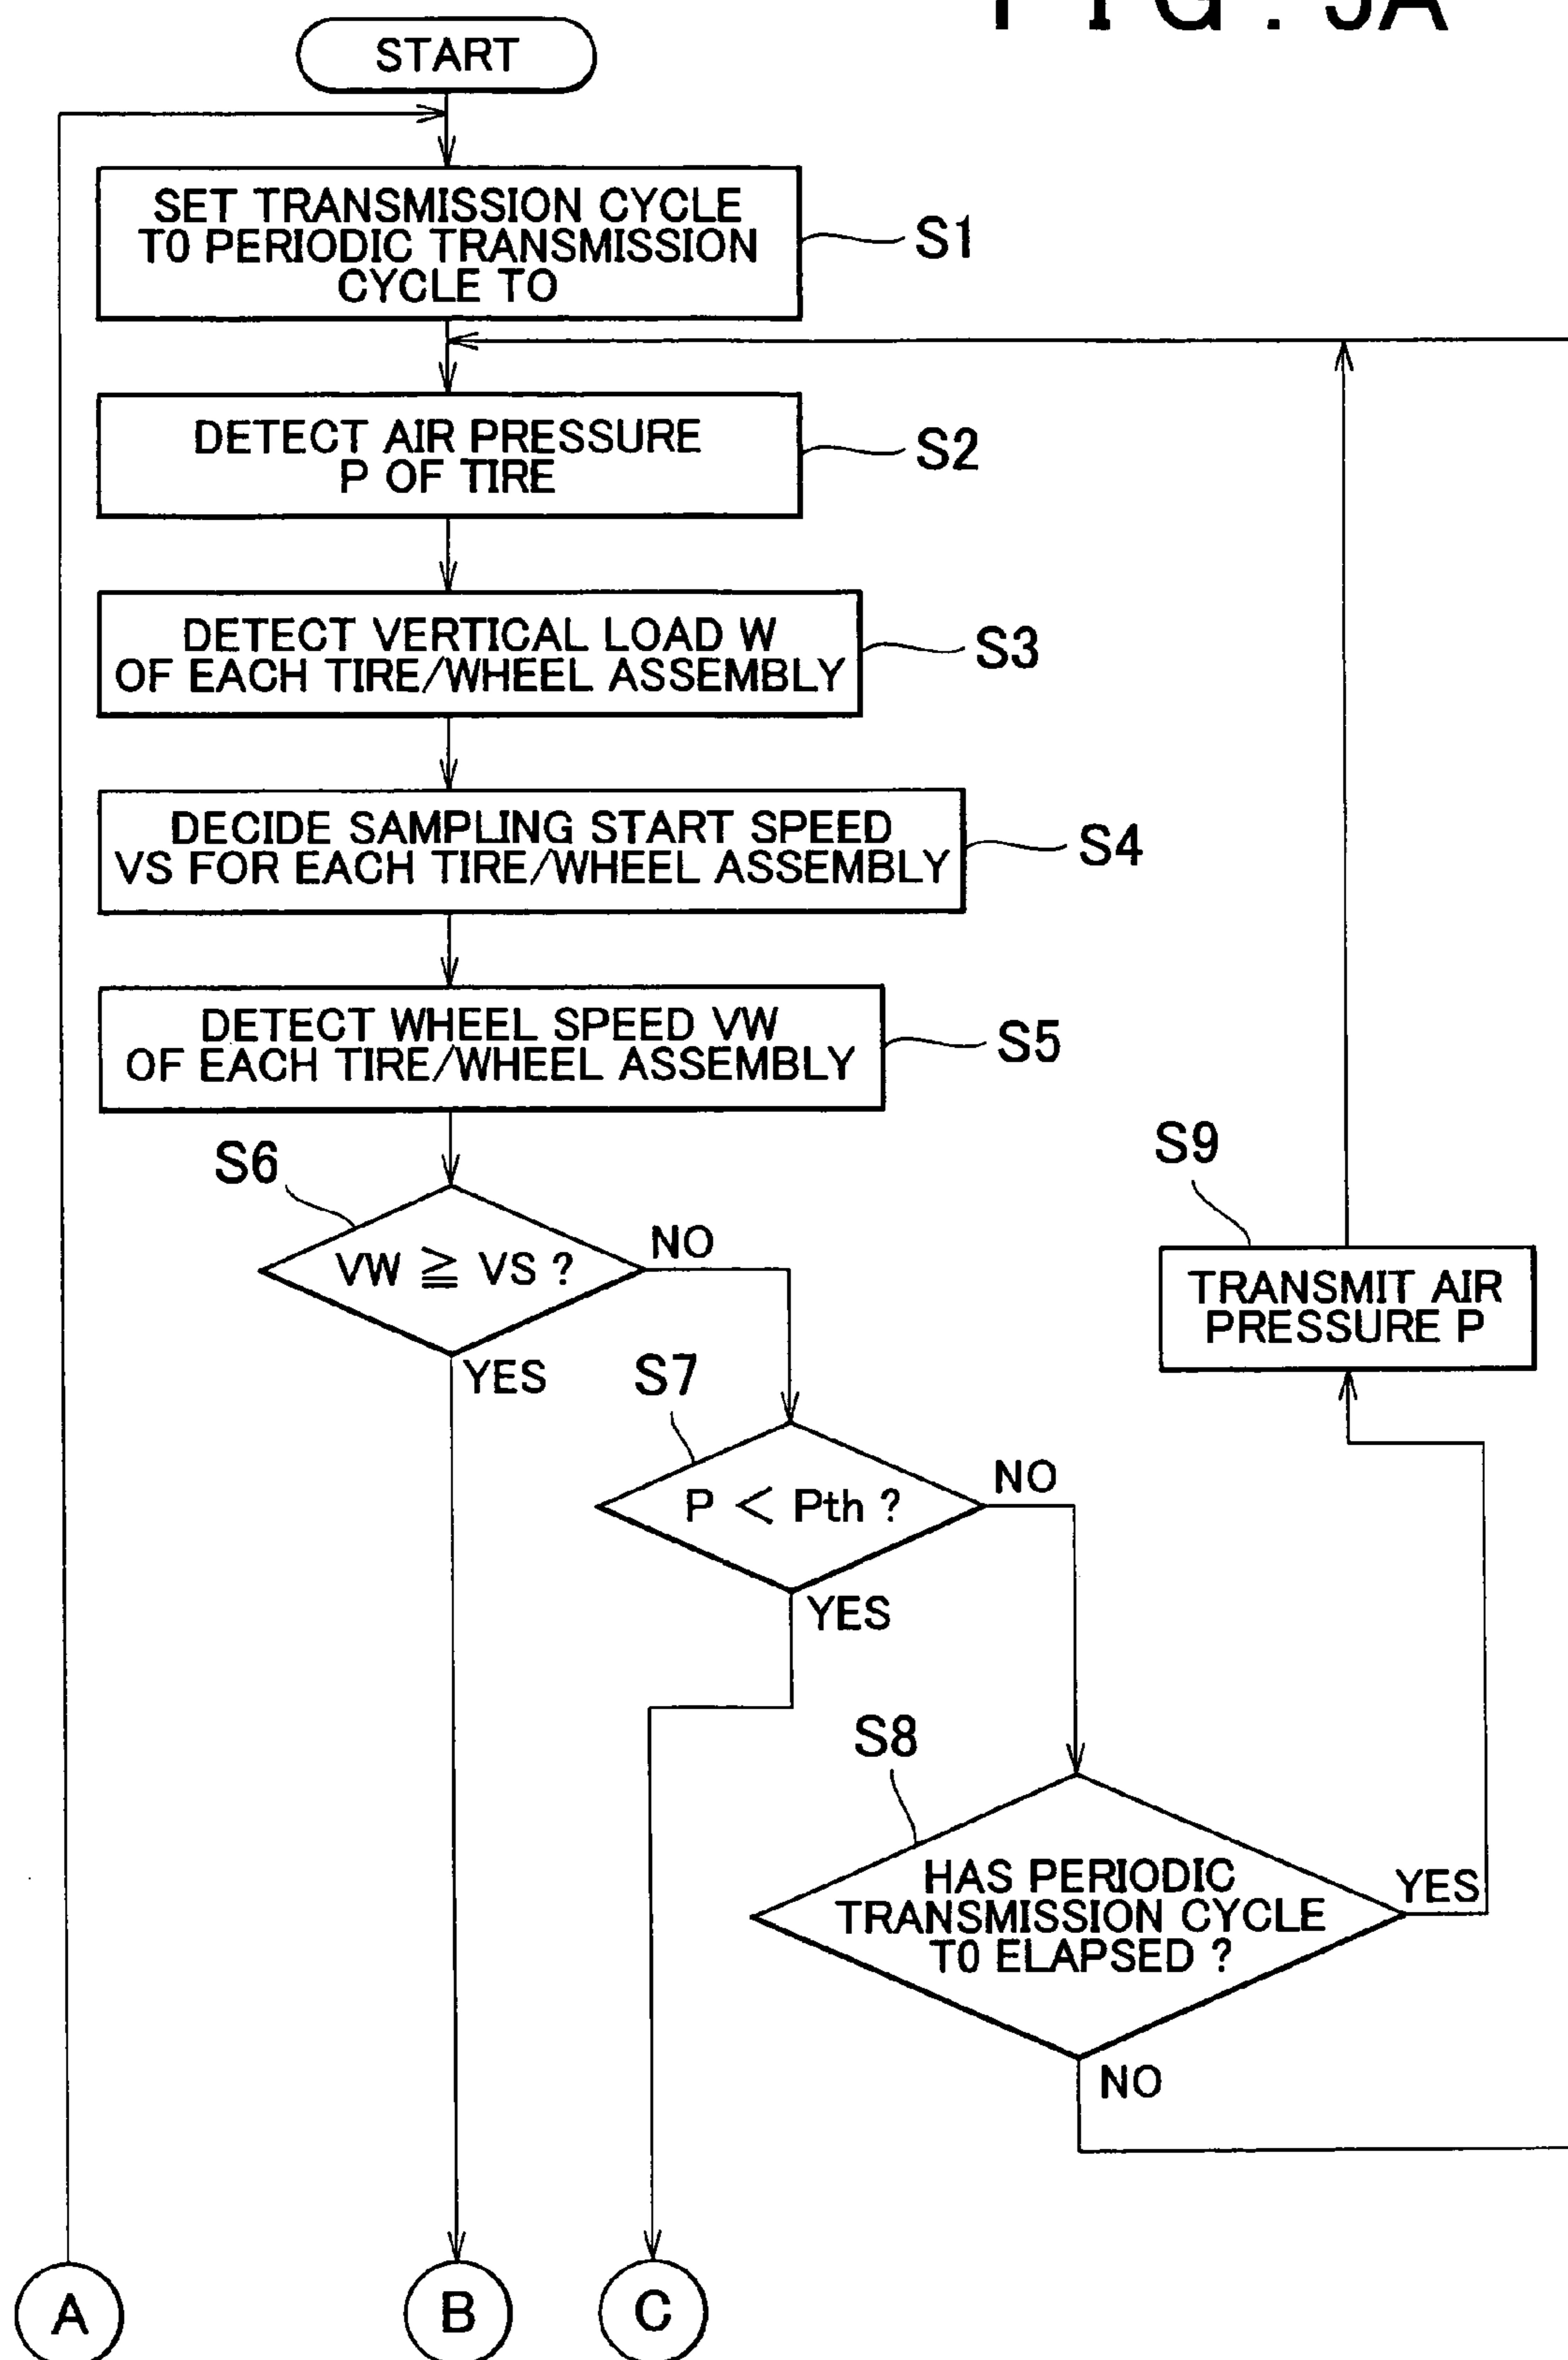 START
SET TRANSMISSION CYCLE
TO PERIODIC TRANSMISSION
CYCLE TO
S1
DETECT AIR PRESSURE
P OF TIRE
S2
DETECT VERTICAL LOAD W
OF EACH TIRE/WHEEL ASSEMBLY
S3
DECIDE SAMPLING START SPEED
VS FOR EACH TIRE/WHEEL ASSEMBLY
S4
DETECT WHEEL SPEED VW
OF EACH TIRE/WHEEL ASSEMBLY
S5
S6
VW ≧ VS ?
NO
YES
S9
TRANSMIT AIR
PRESSURE P
S7
P < Pth ?
NO
YES
S8
HAS PERIODIC
TRANSMISSION CYCLE
T0 ELAPSED ?
YES
NO
A
B
C